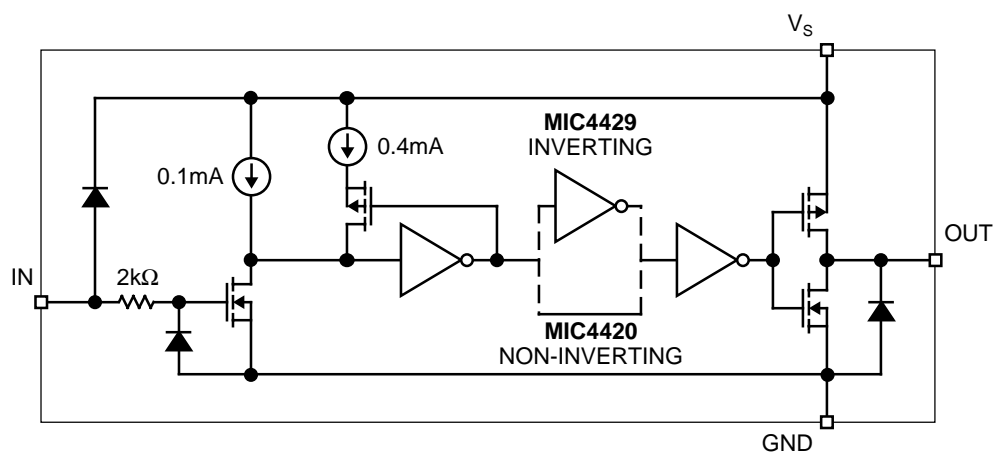 V_S
MIC4429
INVERTING
0.4mA
0.1mA
OUT
IN
2kΩ
MIC4420
NON-INVERTING
GND